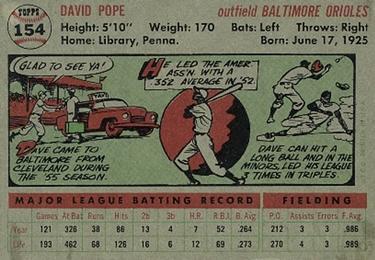 TOPPS
154
DAVID POPE
outfield BALTIMORE ORIOLES
Height: 5'10" Weight: 170 Bats: Left Throws: Right
Home: Library, Penna. Born: June 17, 1925
GLAD TO SEE YA!
DAVE CAME TO
BALTIMORE FROM
CLEVELAND DURING
THE '55 SEASON.
HE LED THE AMER.
ASS'N. WITH A
.352 AVERAGE IN '52.
DAVE CAN HIT A
LONG BALL AND IN THE
MINORS, LED HIS LEAGUE
3 TIMES IN TRIPLES.
MAJOR LEAGUE BATTING RECORD FIELDING
Games At Bat Runs Hits 2b 3b H.R. R.B.I. B. Avg P.O. Assists Errors F. Avg.
Year 121 326 38 86 13 4 7 52 .264 212 3 3 .986
Life 193 462 68 126 16 6 12 69 .273 270 4 3 .989